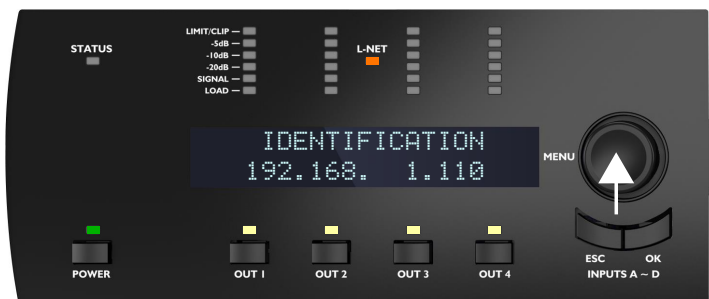 STATUS
LIMIT/CLIP
-5dB
-10dB
-20dB
SIGNAL
LOAD
L-NET
IDENTIFICATION
192.168. 1.110
MENU
POWER
OUT 1
OUT 2
OUT 3
OUT 4
ESC OK
INPUTS A ~ D